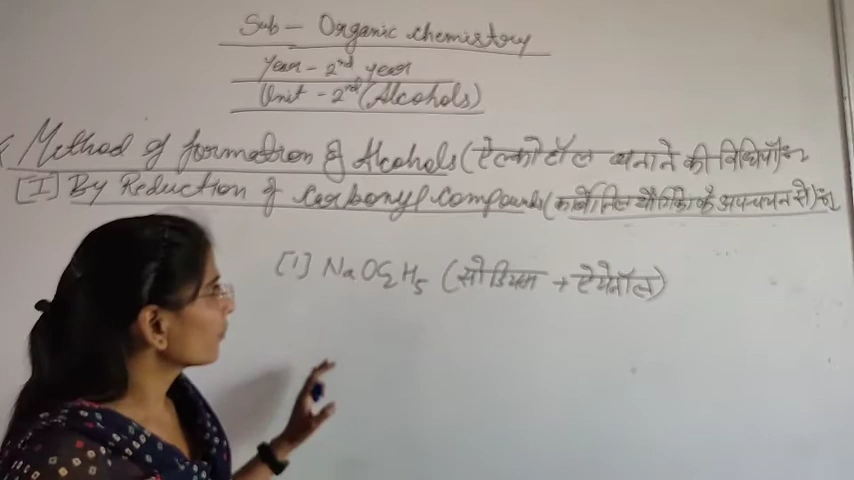 Sub - Organic chemistry
Year - 2nd year
Unit - 2nd (Alcohols)
Method of formation of Alcohols (ऐल्कोहॉल बनाने की विधियाँ):-
[I] By Reduction of Carbonyl Compounds (कार्बोनिल यौगिकों के अपचयन से):-
[1] NaOC2H5 (सोडियम + ऐथेनॉल)